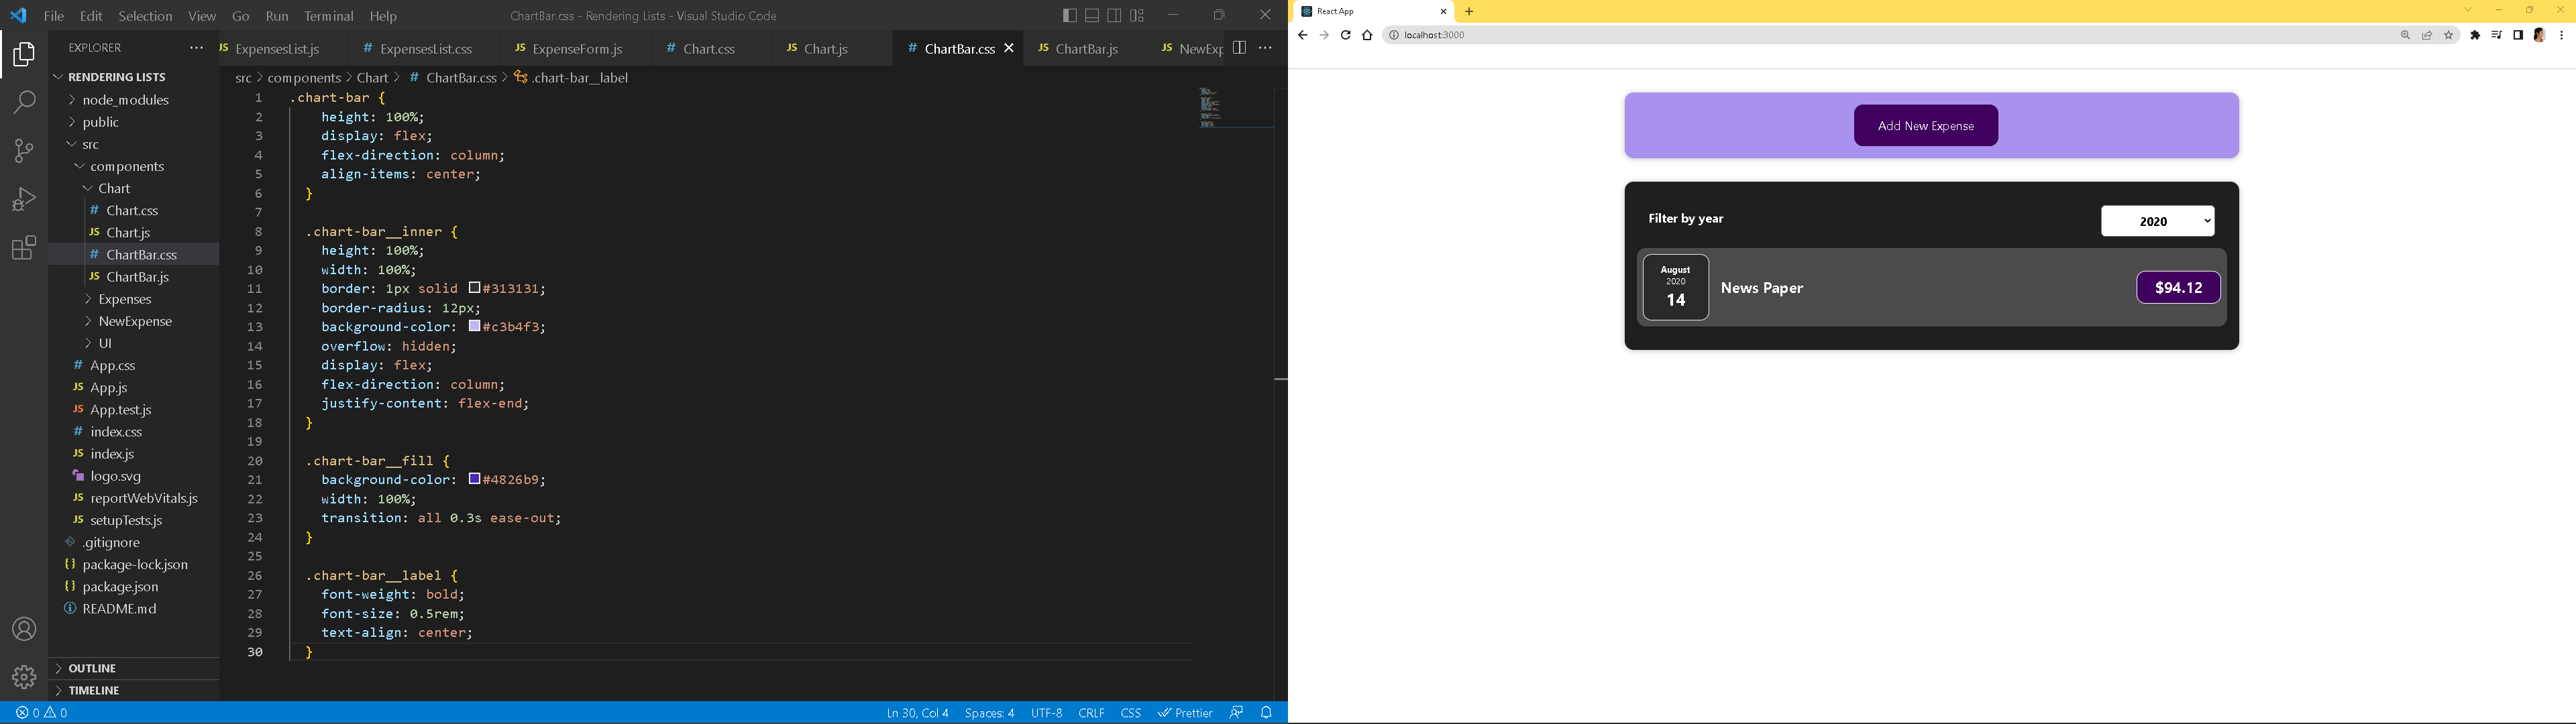 File Edit Selection View Go Run Terminal Help ChartBar.css - Rendering Lists - Visual Studio Code
EXPLORER
RENDERING LISTS
node_modules
public
src
components
Chart
Chart.css
Chart.js
ChartBar.css
ChartBar.js
Expenses
NewExpense
UI
App.css
App.js
App.test.js
index.css
index.js
logo.svg
reportWebVitals.js
setupTests.js
.gitignore
package-lock.json
package.json
README.md
OUTLINE
TIMELINE
ExpensesList.js ExpensesList.css ExpenseForm.js Chart.css Chart.js ChartBar.css ChartBar.js NewExp
src > components > Chart > # ChartBar.css > .chart-bar__label
1 .chart-bar {
2 height: 100%;
3 display: flex;
4 flex-direction: column;
5 align-items: center;
6 }
7
8 .chart-bar__inner {
9 height: 100%;
10 width: 100%;
11 border: 1px solid #313131;
12 border-radius: 12px;
13 background-color: #c3b4f3;
14 overflow: hidden;
15 display: flex;
16 flex-direction: column;
17 justify-content: flex-end;
18 }
19
20 .chart-bar__fill {
21 background-color: #4826b9;
22 width: 100%;
23 transition: all 0.3s ease-out;
24 }
25
26 .chart-bar__label {
27 font-weight: bold;
28 font-size: 0.5rem;
29 text-align: center;
30 }
0 0 Ln 30, Col 4 Spaces: 4 UTF-8 CRLF CSS Prettier
React App
localhost:3000
Add New Expense
Filter by year
2020
August
2020
14
News Paper
$94.12